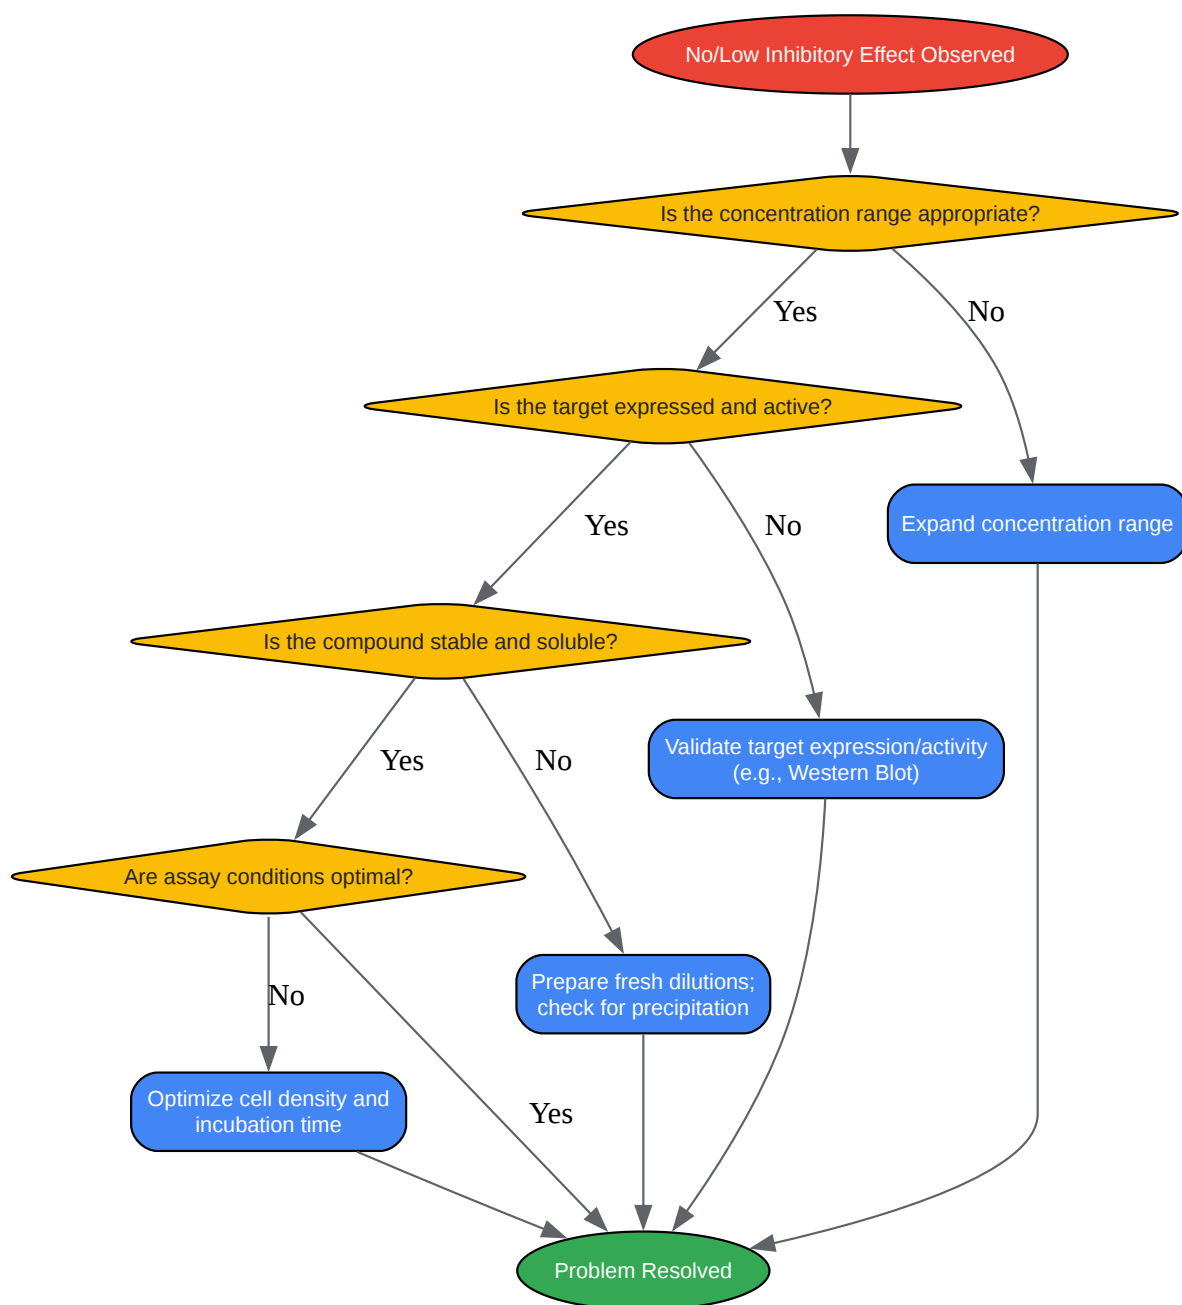 No/Low Inhibitory Effect Observed
Is the concentration range appropriate?
Yes
No
Is the target expressed and active?
Yes
No
Expand concentration range
Is the compound stable and soluble?
Yes
No
Validate target expression/activity
(e.g., Western Blot)
Are assay conditions optimal?
No
Yes
Prepare fresh dilutions;
check for precipitation
Optimize cell density and
incubation time
Problem Resolved